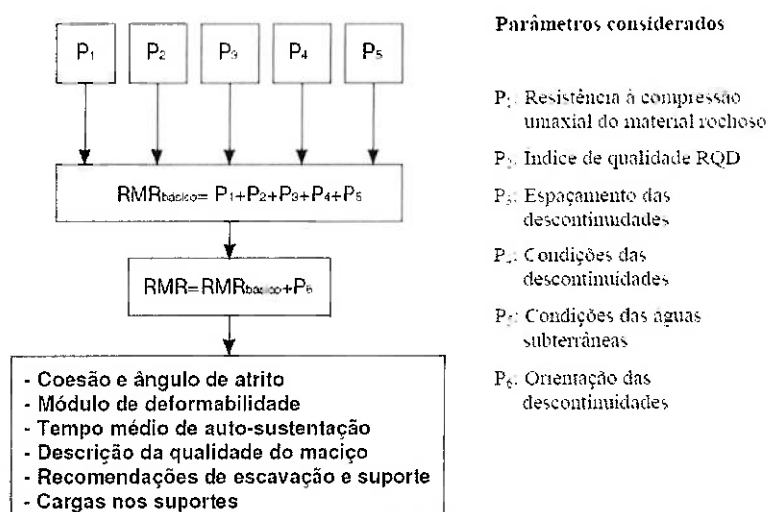 P1 P2 P3 P4 P5
RMRbásico= P1+P2+P3+P4+P5
RMR=RMRbásico+P6
- Coesão e ângulo de atrito
- Módulo de deformabilidade
- Tempo médio de auto-sustentação
- Descrição da qualidade do maciço
- Recomendações de escavação e suporte
- Cargas nos suportes
Parâmetros considerados
P1: Resistência à compressão
uniaxial do material rochoso
P2: Índice de qualidade RQD
P3: Espaçamento das
descontinuidades
P4: Condições das
descontinuidades
P5: Condições das águas
subterrâneas
P6: Orientação das
descontinuidades